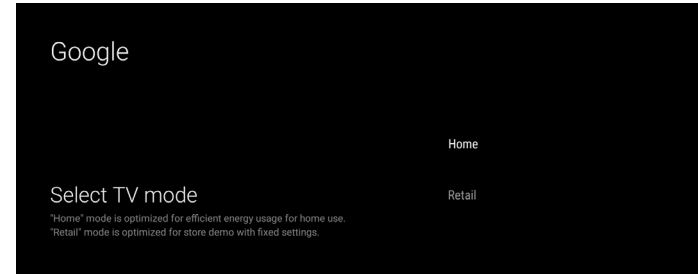 Google
Home
Select TV mode
Retail
"Home" mode is optimized for efficient energy usage for home use.
"Retail" mode is optimized for store demo with fixed settings.